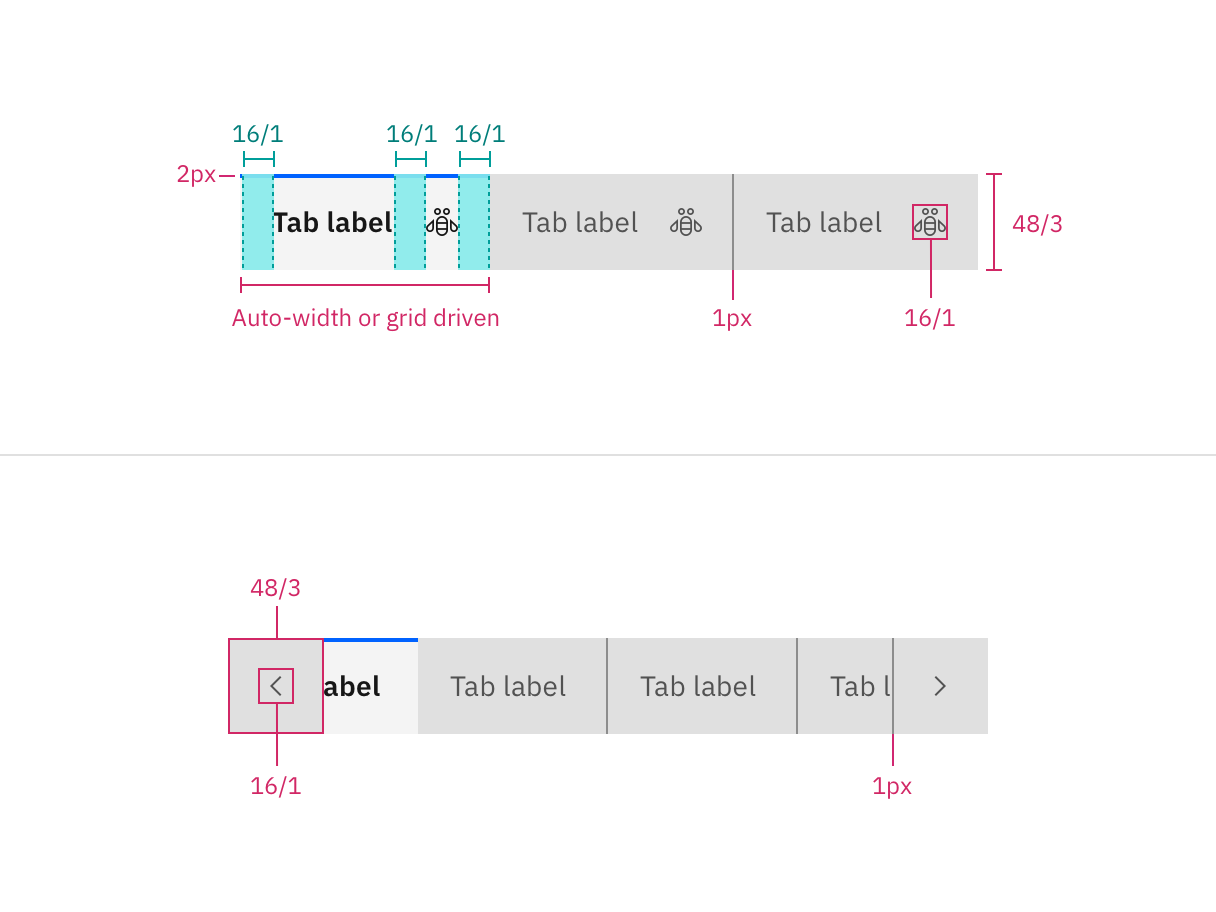 16/1 16/1 16/1
2px
Tab label Tab label Tab label
48/3
Auto-width or grid driven 1px 16/1
48/3
abel Tab label Tab label Tab l
16/1 1px